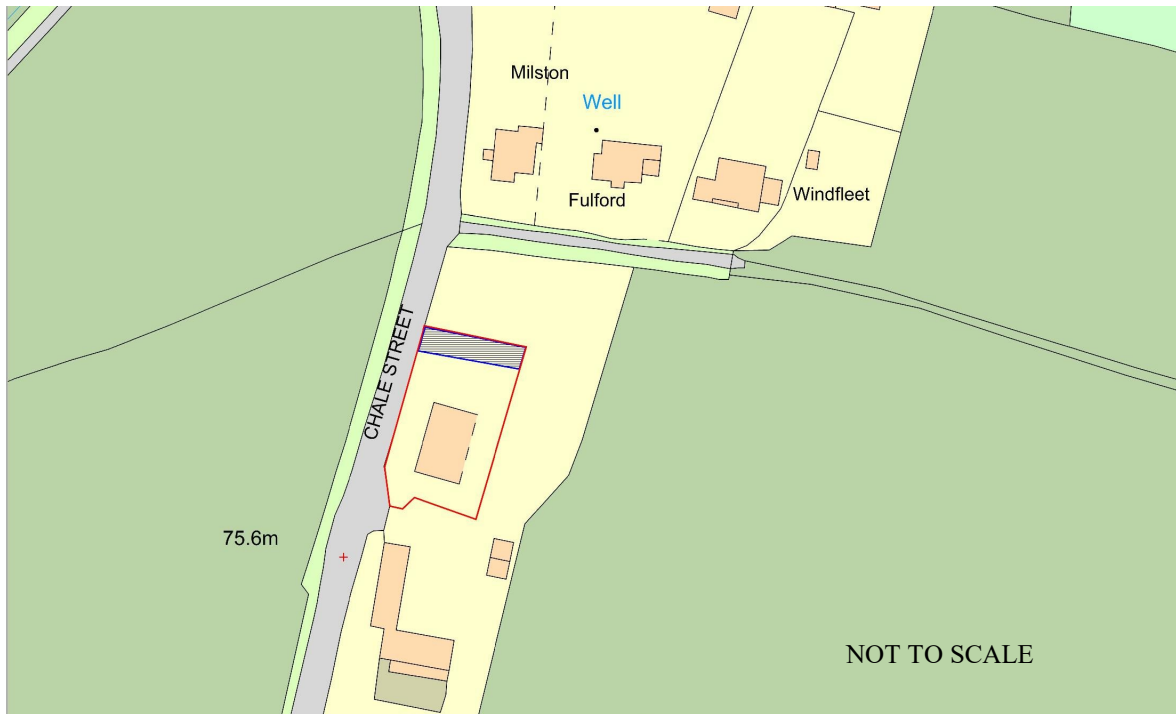 Milston
Well
Fulford
Windfleet
CHALE STREET
75.6m
NOT TO SCALE